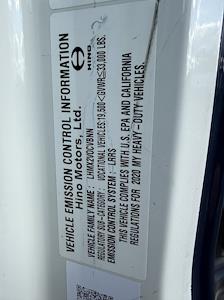 VEHICLE EMISSION CONTROL INFORMATION
Hino Motors, Ltd.
HINO
VEHICLE FAMILY NAME : LHMX2VOCVBNN
REGULATORY SUB-CATEGORY : VOCATIONAL VEHICLES: 19,500<GVWR≤33,000 LBS.
EMISSION CONTROL SYSTEM : LRRS
THIS VEHICLE COMPLIES WITH U.S. EPA AND CALIFORNIA
REGULATIONS FOR 2020 MY HEAVY-DUTY VEHICLES.